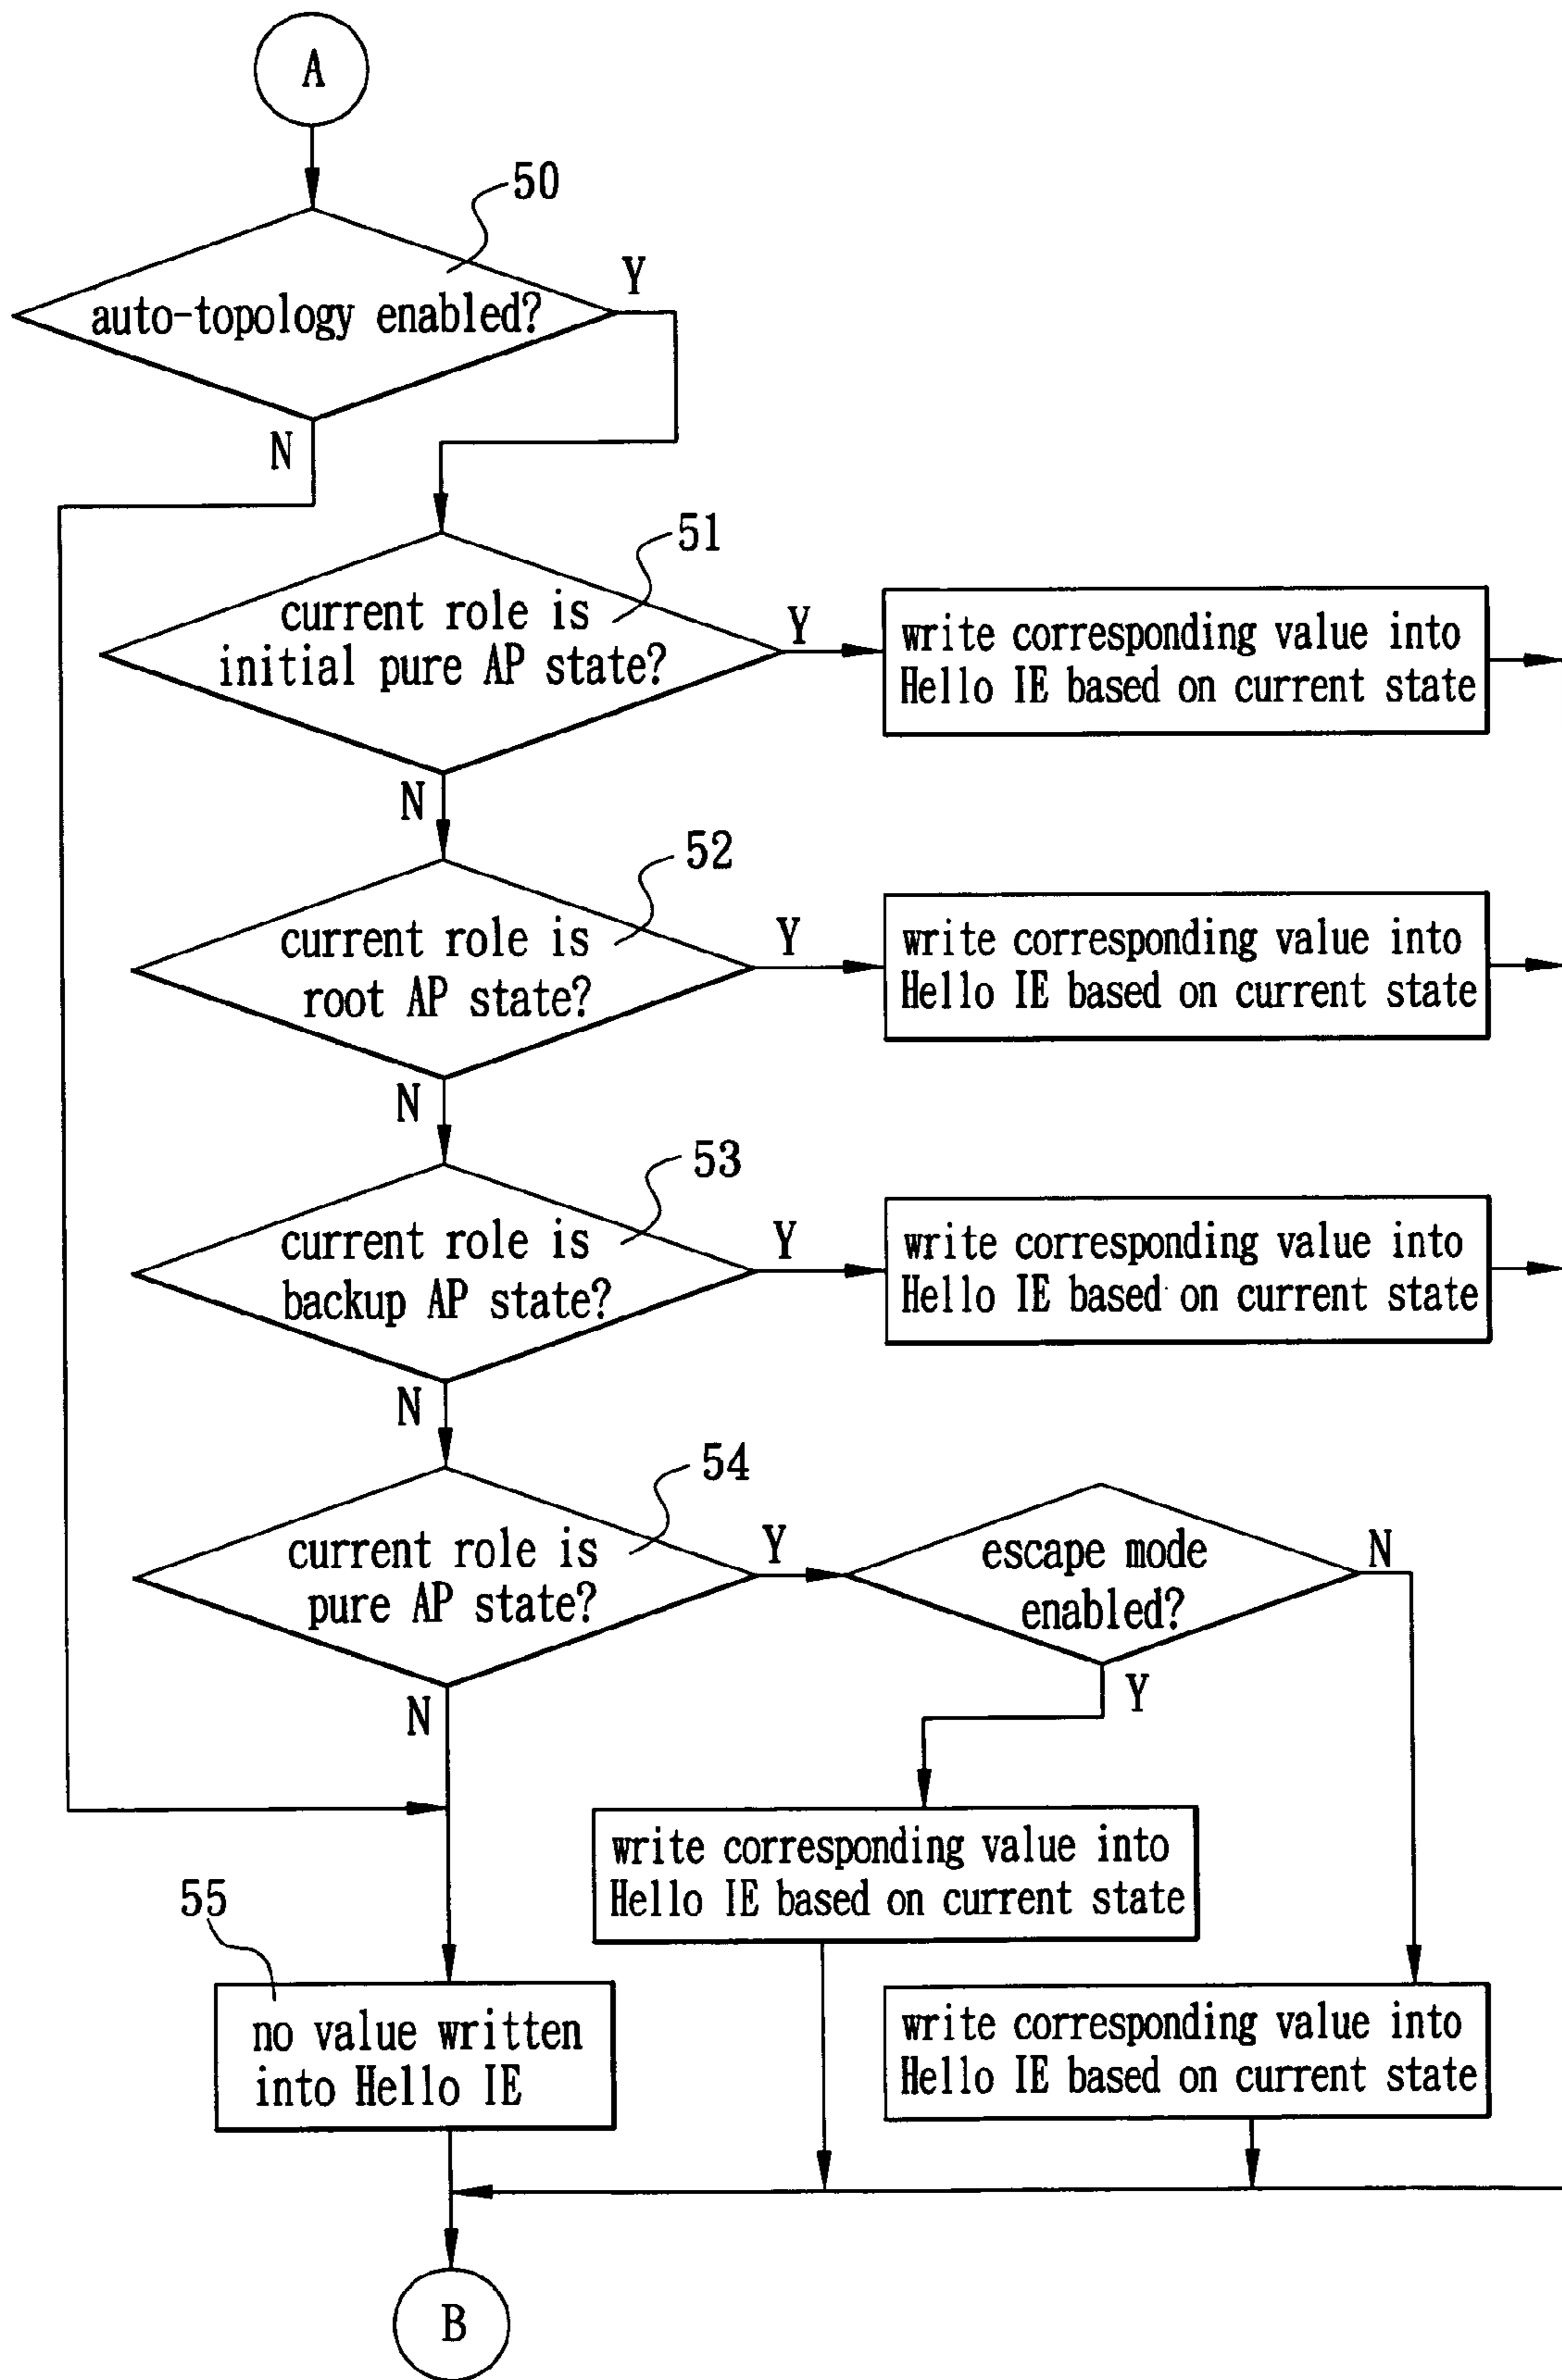 A
50
auto-topology enabled?
Y
N
51
current role is
initial pure AP state?
Y
write corresponding value into
Hello IE based on current state
N
52
current role is
root AP state?
Y
write corresponding value into
Hello IE based on current state
N
53
current role is
backup AP state?
Y
write corresponding value into
Hello IE based on current state
N
54
current role is
pure AP state?
Y
escape mode
enabled?
N
Y
N
write corresponding value into
Hello IE based on current state
55
no value written
into Hello IE
write corresponding value into
Hello IE based on current state
B